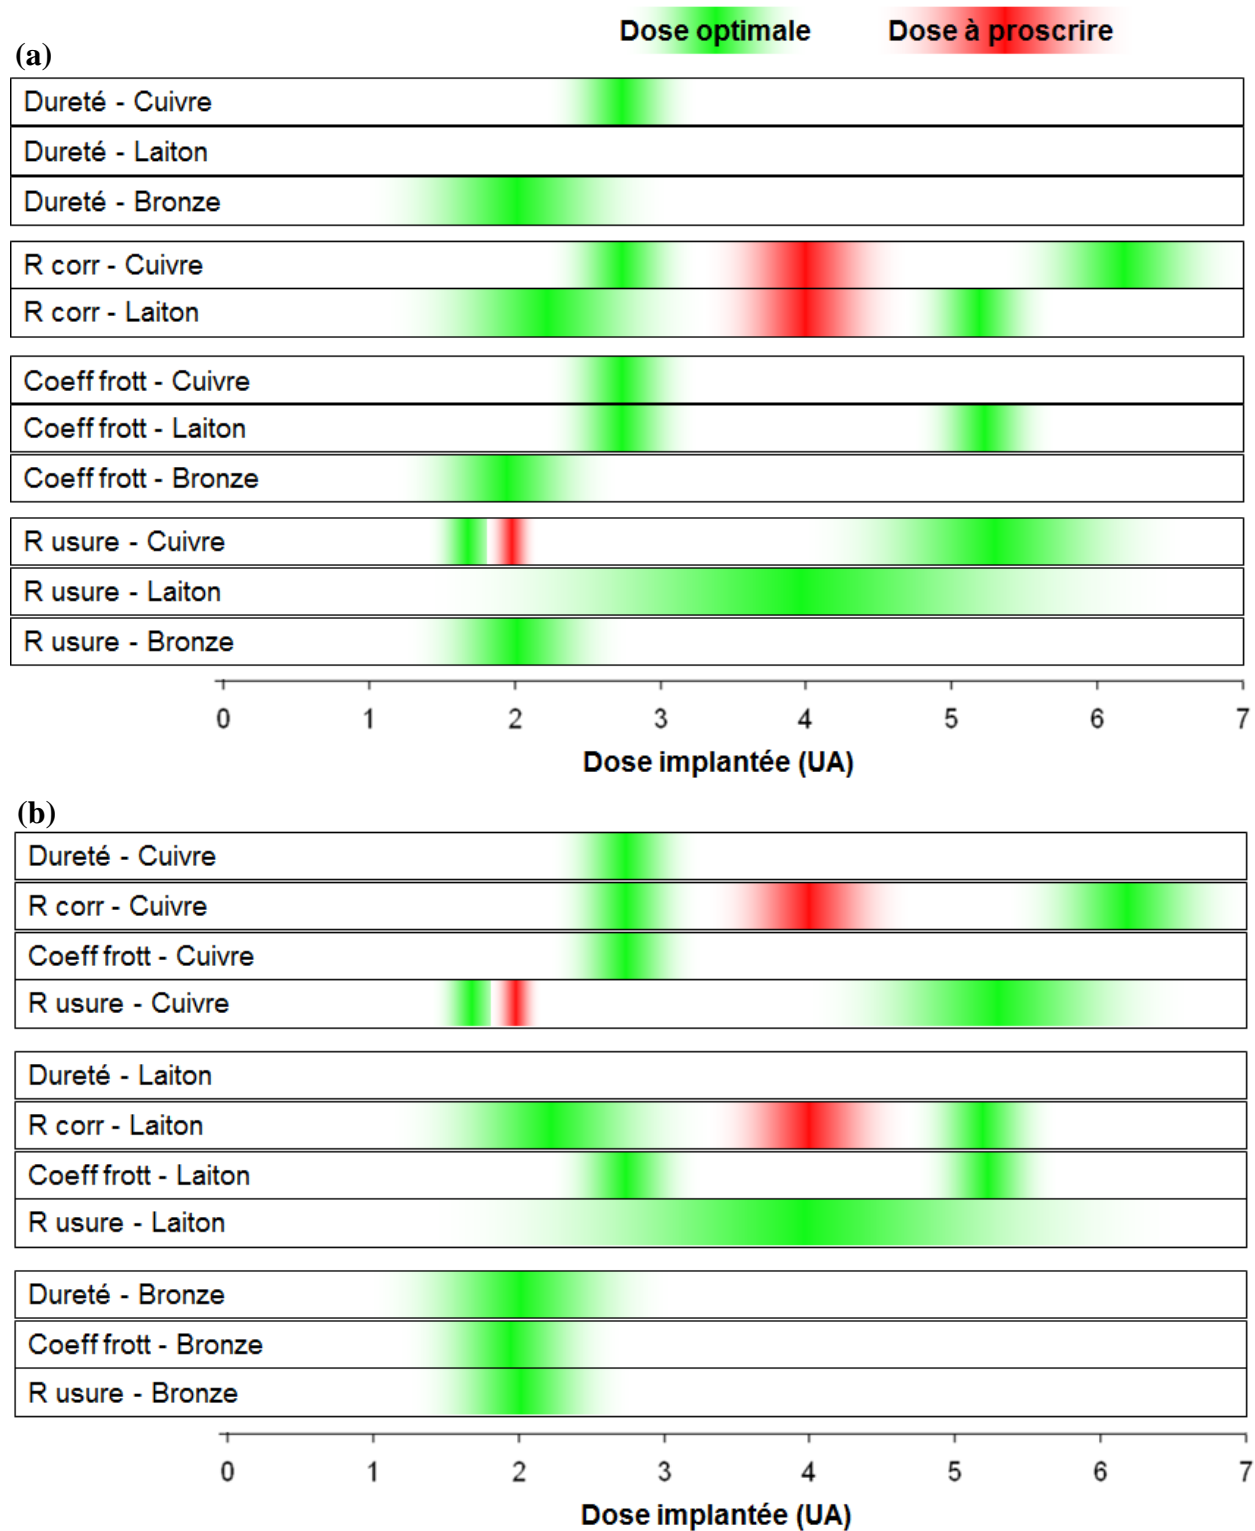 Dose optimale Dose à proscrire
(a)
Dureté - Cuivre
Dureté - Laiton
Dureté - Bronze
R corr - Cuivre
R corr - Laiton
Coeff frott - Cuivre
Coeff frott - Laiton
Coeff frott - Bronze
R usure - Cuivre
R usure - Laiton
R usure - Bronze
0 1 2 3 4 5 6 7
Dose implantée (UA)
(b)
Dureté - Cuivre
R corr - Cuivre
Coeff frott - Cuivre
R usure - Cuivre
Dureté - Laiton
R corr - Laiton
Coeff frott - Laiton
R usure - Laiton
Dureté - Bronze
Coeff frott - Bronze
R usure - Bronze
0 1 2 3 4 5 6 7
Dose implantée (UA)